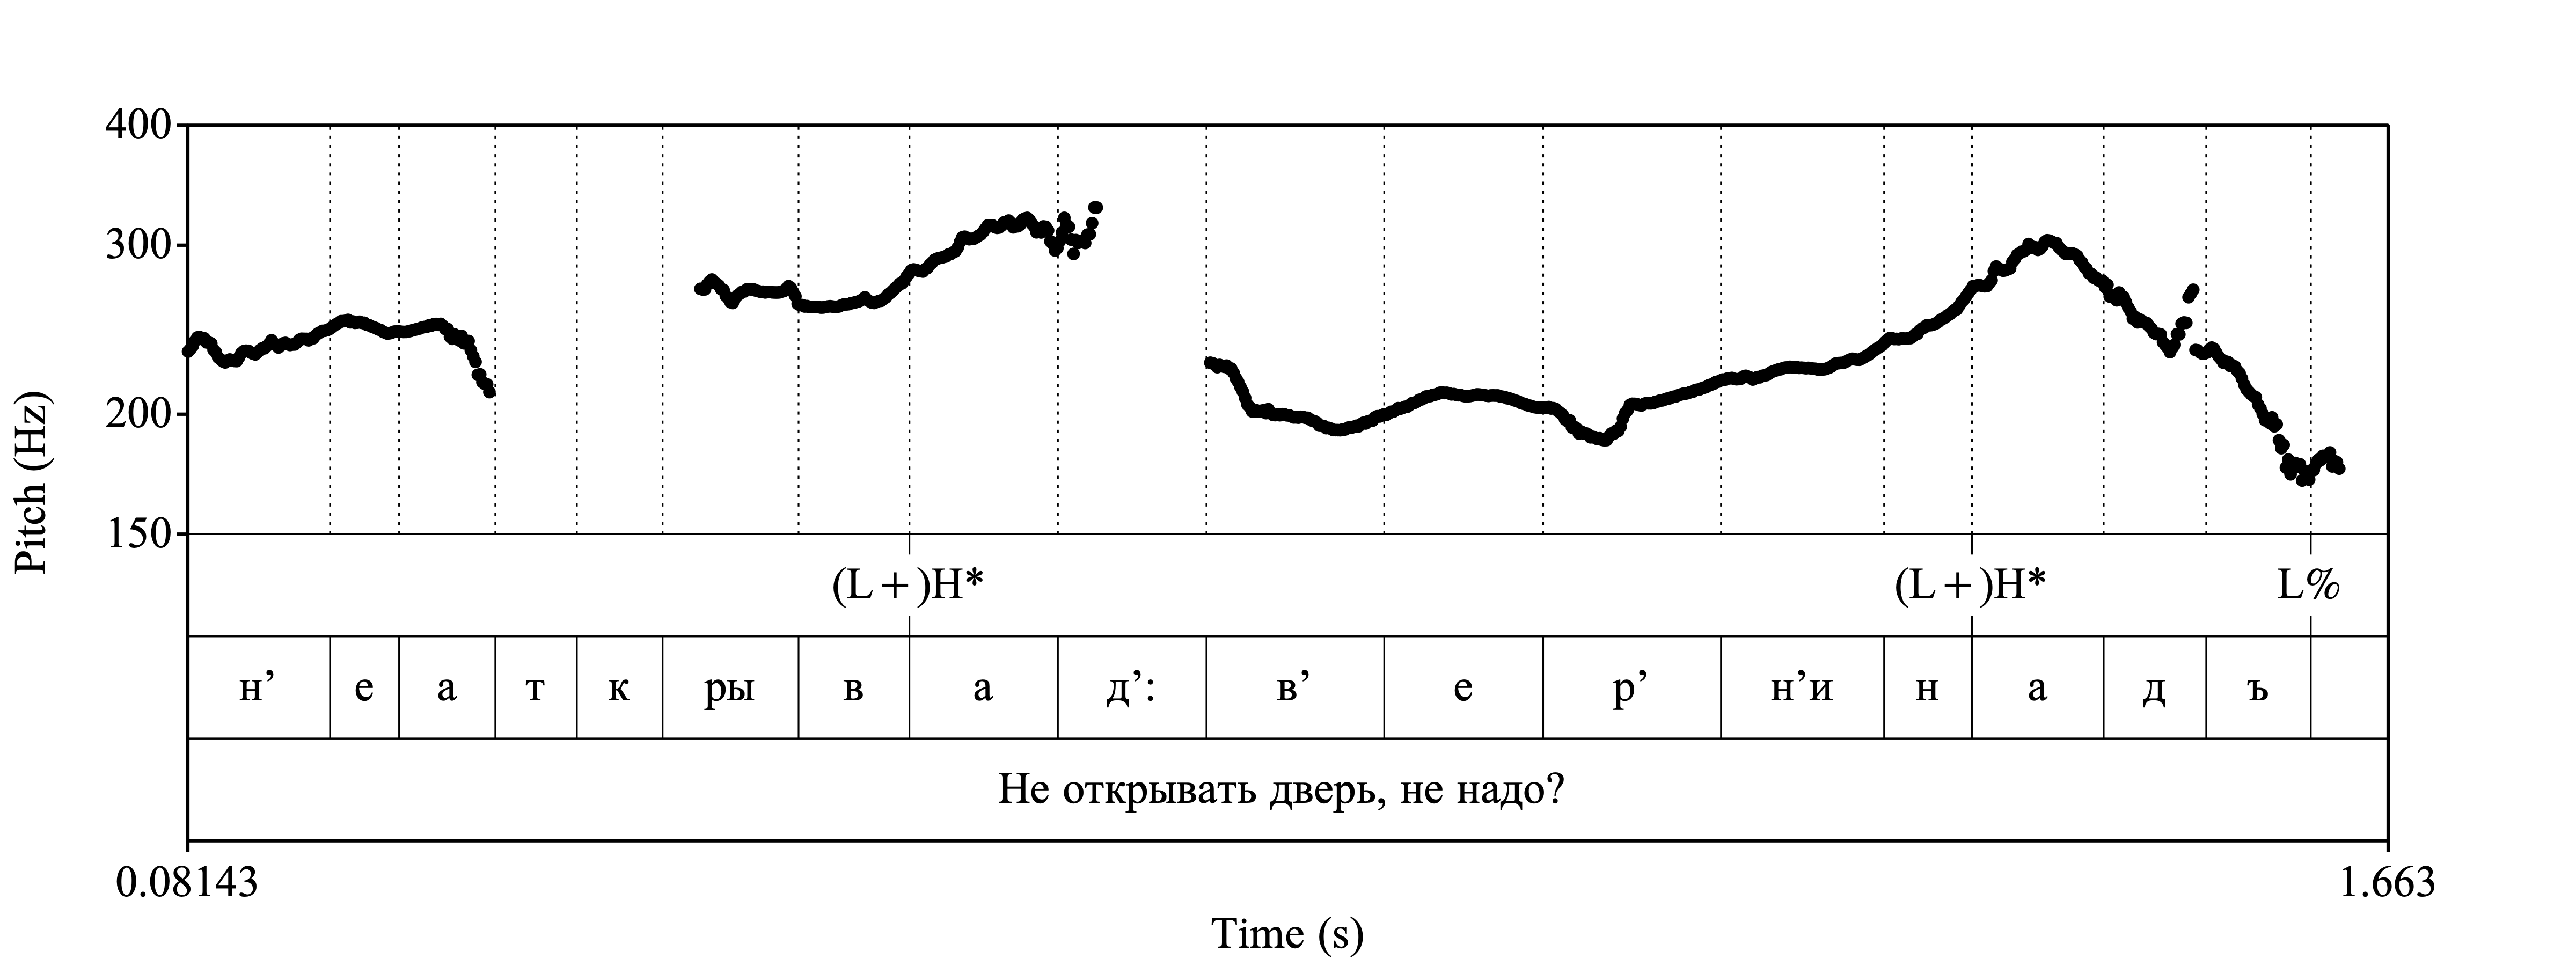 400
300
200
150
Pitch (Hz)
(L+)H* (L+)H* L%
н’ е а т к ры в а д’: в’ е р’ н’и н а д ъ
Не открывать дверь, не надо?
0.08143 1.663
Time (s)